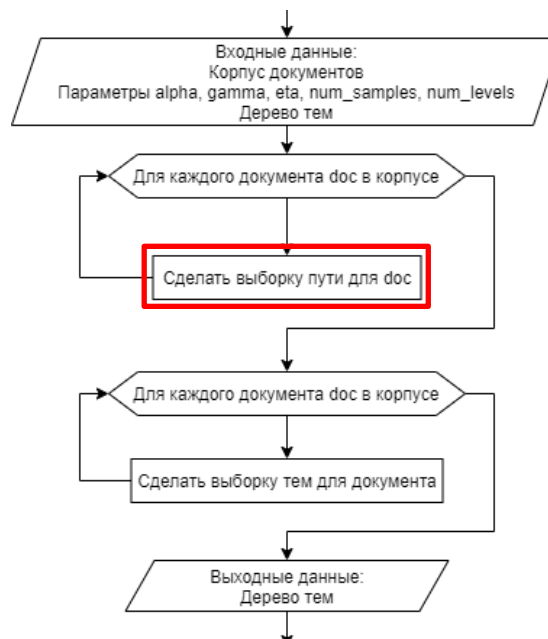 Входные данные:
Корпус документов
Параметры alpha, gamma, eta, num_samples, num_levels
Дерево тем
Для каждого документа doc в корпусе
Сделать выборку пути для doc
Для каждого документа doc в корпусе
Сделать выборку тем для документа
Выходные данные:
Дерево тем